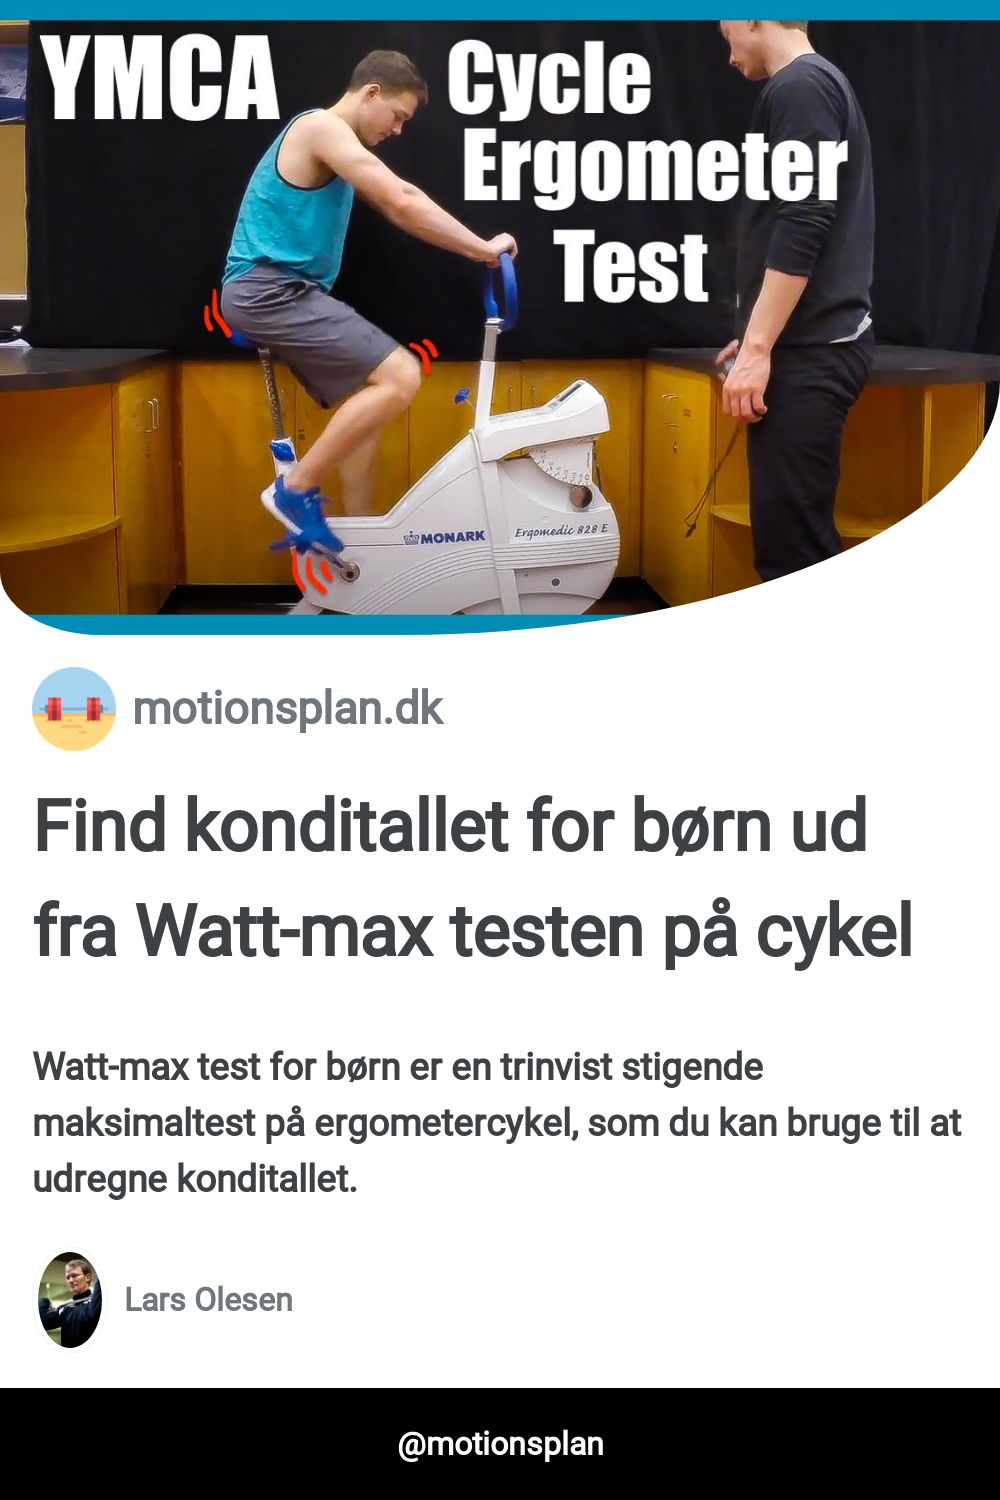 YMCA
Cycle
Ergometer
Test
MONARK
Ergomedic 828 E
motionsplan.dk
Find konditallet for børn ud
fra Watt-max testen på cykel
Watt-max test for børn er en trinvist stigende
maksimaltest på ergometercykel, som du kan bruge til at
udregne konditallet.
Lars Olesen
@motionsplan